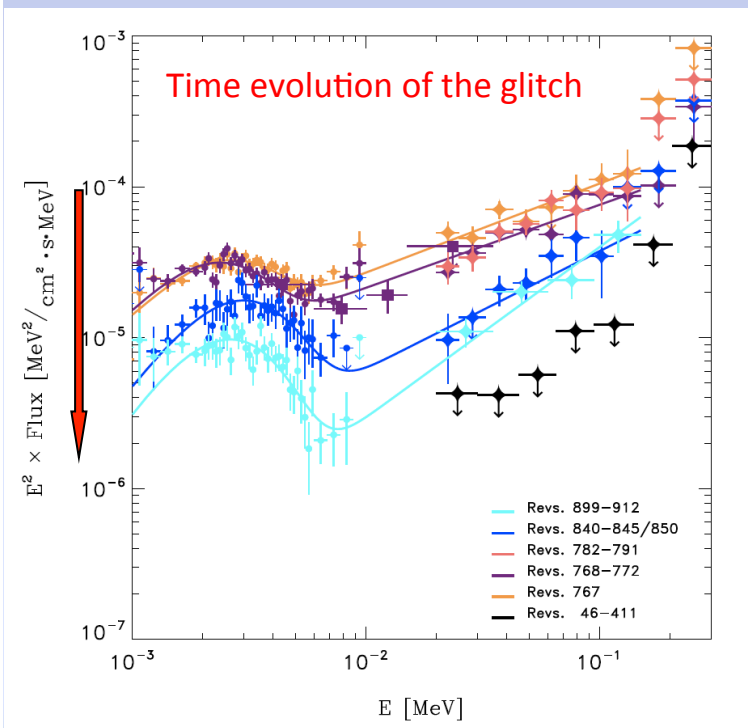 Time evolution of the glitch
10⁻³
10⁻⁴
10⁻⁵
10⁻⁶
10⁻⁷
E² × Flux [MeV²/cm² ·s·MeV]
Revs. 899−912
Revs. 840−845/850
Revs. 782−791
Revs. 768−772
Revs. 767
Revs. 46−411
10⁻³
10⁻²
10⁻¹
E [MeV]